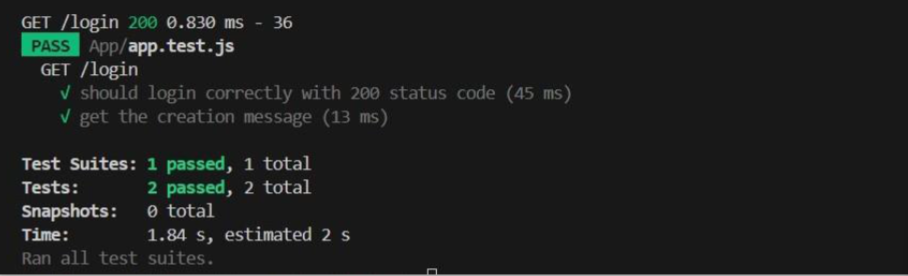 GET /login 200 0.830 ms - 36
PASS App/app.test.js
GET /login
√ should login correctly with 200 status code (45 ms)
√ get the creation message (13 ms)
Test Suites: 1 passed, 1 total
Tests: 2 passed, 2 total
Snapshots: 0 total
Time: 1.84 s, estimated 2 s
Ran all test suites.